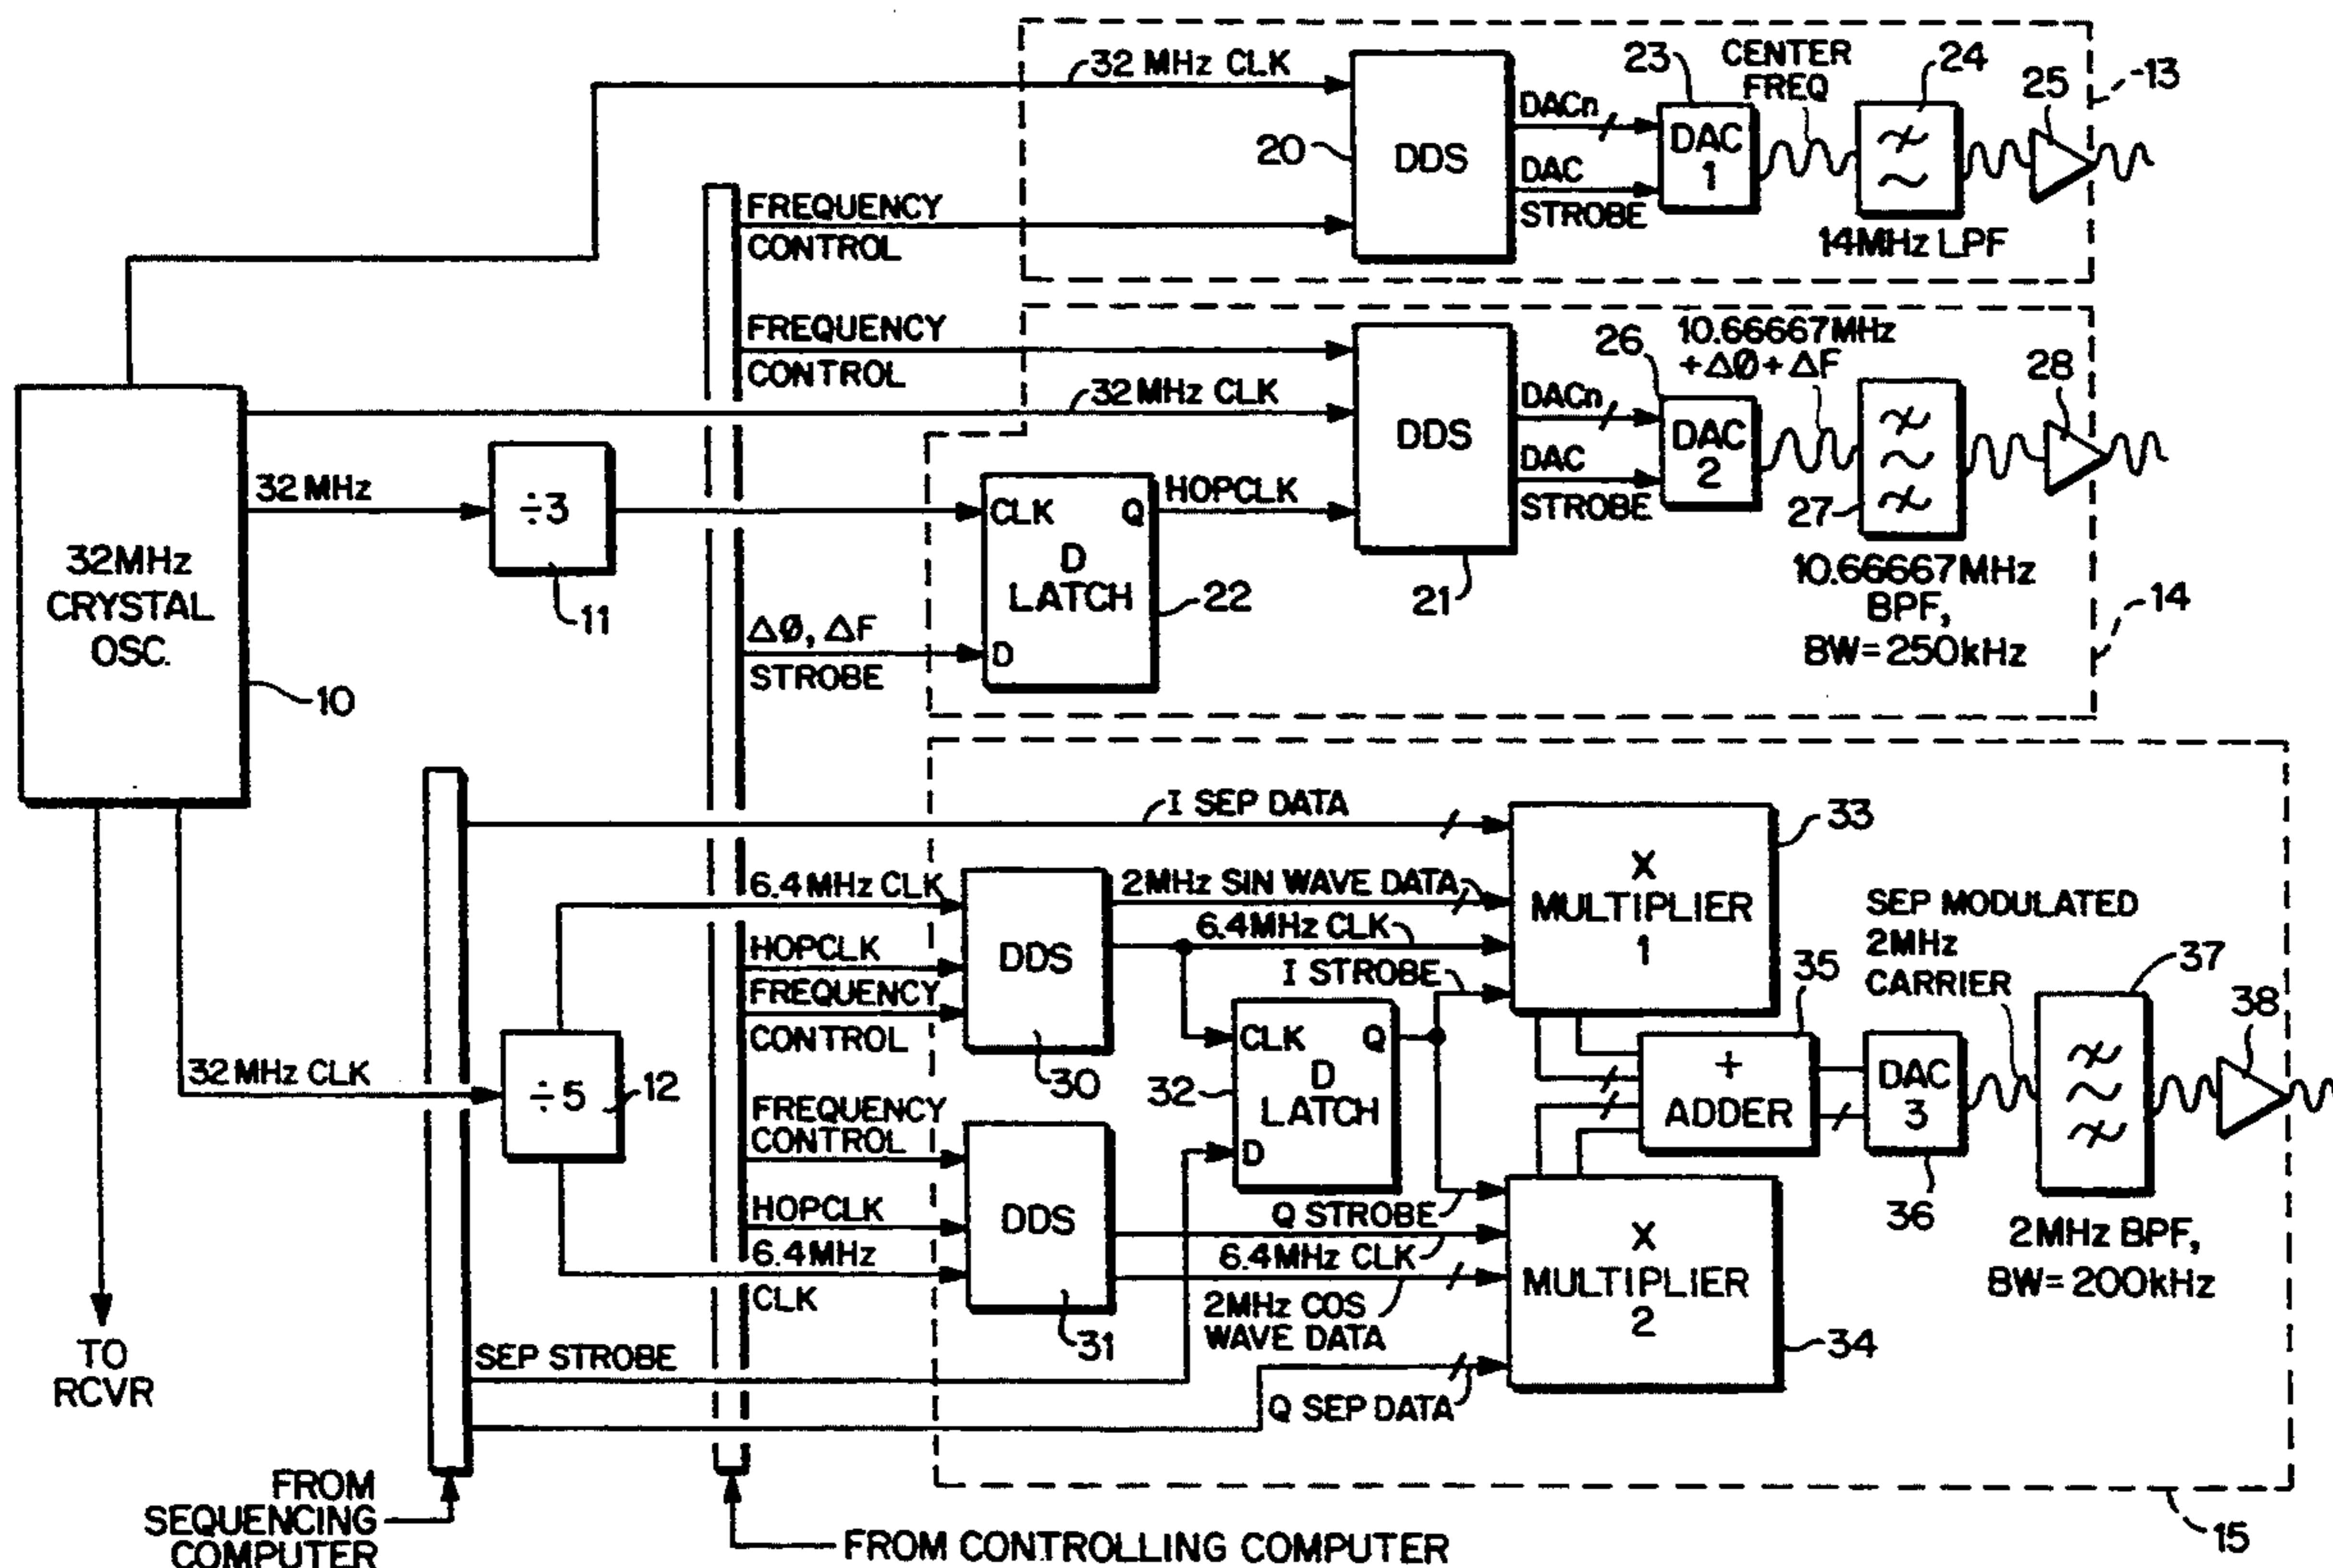 32 MHz CLK
FREQUENCY
CONTROL
20
DDS
DACn
DAC
STROBE
23
DAC
1
CENTER
FREQ
24
14MHz LPF
25
13
FREQUENCY
CONTROL
32 MHz CLK
32 MHz
÷3
11
32MHz
CRYSTAL
OSC.
10
CLK
Q
D
LATCH
D
22
HOPCLK
ΔØ, ΔF
STROBE
DDS
21
DACn
DAC
STROBE
26
DAC
2
10.66667MHz
+ΔØ+ΔF
27
10.66667MHz
BPF,
BW=250kHz
28
14
I SEP DATA
6.4MHz CLK
HOPCLK
FREQUENCY
CONTROL
DDS
30
2MHz SIN WAVE DATA
6.4MHz CLK
I STROBE
X
MULTIPLIER
1
33
32MHz CLK
÷5
12
FREQUENCY
CONTROL
HOPCLK
6.4MHz
CLK
DDS
31
32
CLK
Q
D
LATCH
D
Q STROBE
6.4MHz CLK
2MHz COS
WAVE DATA
X
MULTIPLIER
2
34
+
ADDER
35
DAC
3
36
SEP MODULATED
2MHz
CARRIER
37
2MHz BPF,
BW=200kHz
38
TO
RCVR
SEP STROBE
Q SEP DATA
FROM
SEQUENCING
COMPUTER
FROM CONTROLLING COMPUTER
15